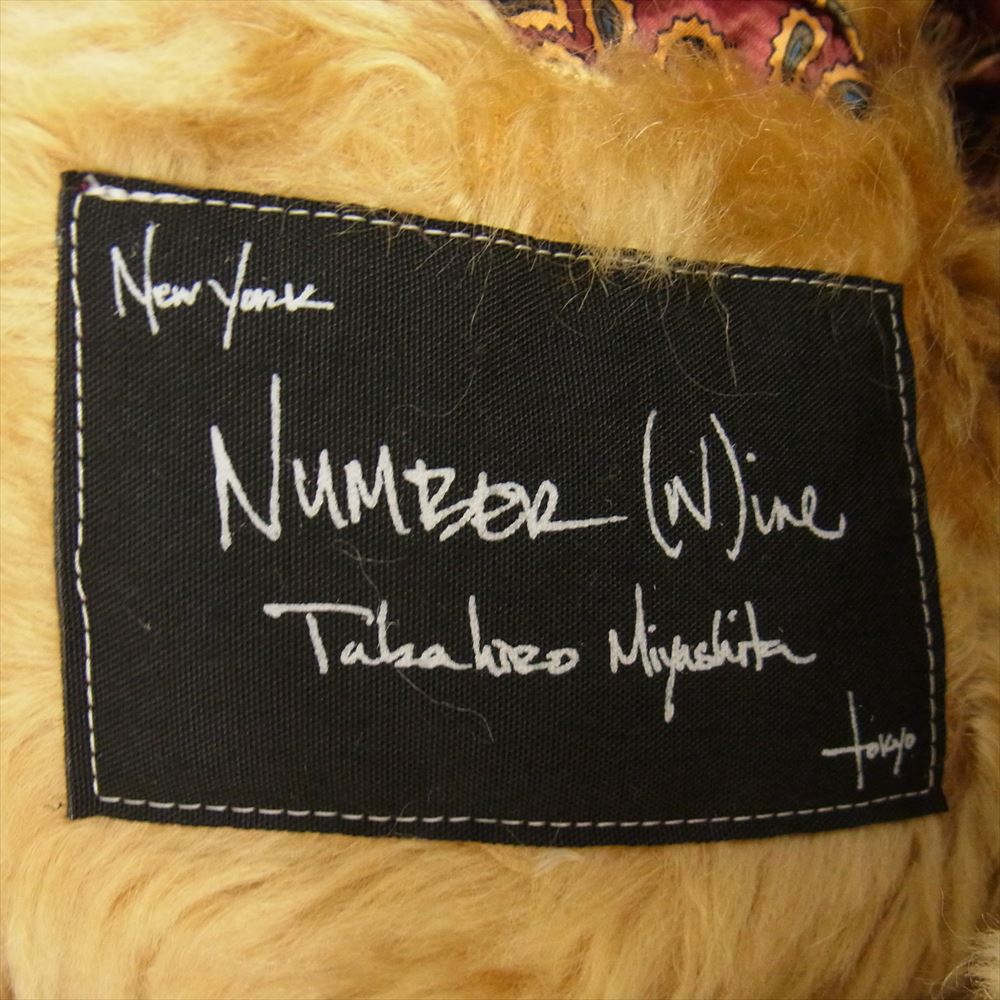 New York
NUMBER (N)ine
Takahiro Miyashita
tokyo